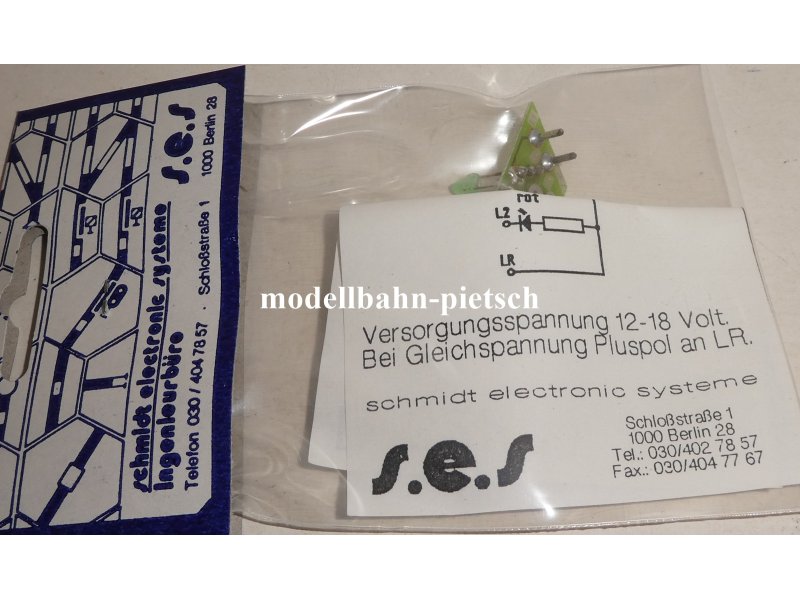 s.e.s
schmidt electronic systeme
ingenieurbüro
Telefon 030 / 404 78 57 · Schloßstraße 1 1000 Berlin 28
rot
L2
LR
modellbahn-pietsch
Versorgungsspannung 12-18 Volt.
Bei Gleichspannung Pluspol an LR.
schmidt electronic systeme
s.e.s
Schloßstraße 1
1000 Berlin 28
Tel.: 030/402 78 57
Fax.: 030/404 77 67